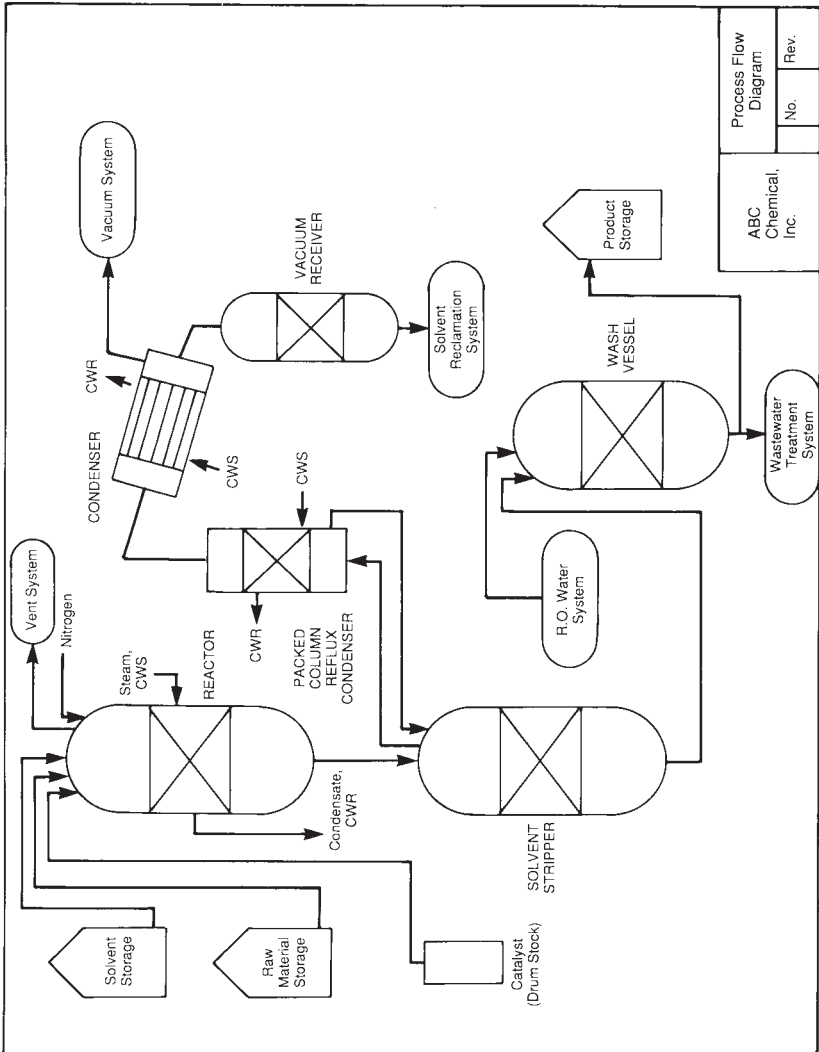 Vent System
Nitrogen
Steam,
CWS
REACTOR
Condensate,
CWR
Solvent
Storage
Raw
Material
Storage
Catalyst
(Drum Stock)
SOLVENT
STRIPPER
PACKED
COLUMN
REFLUX
CONDENSER
CWR
CWS
CONDENSER
CWS
CWR
Vacuum System
VACUUM
RECEIVER
Solvent
Reclamation
System
R.O. Water
System
WASH
VESSEL
Wastewater
Treatment
System
Product
Storage
ABC
Chemical,
Inc.
Process Flow
Diagram
No.
Rev.